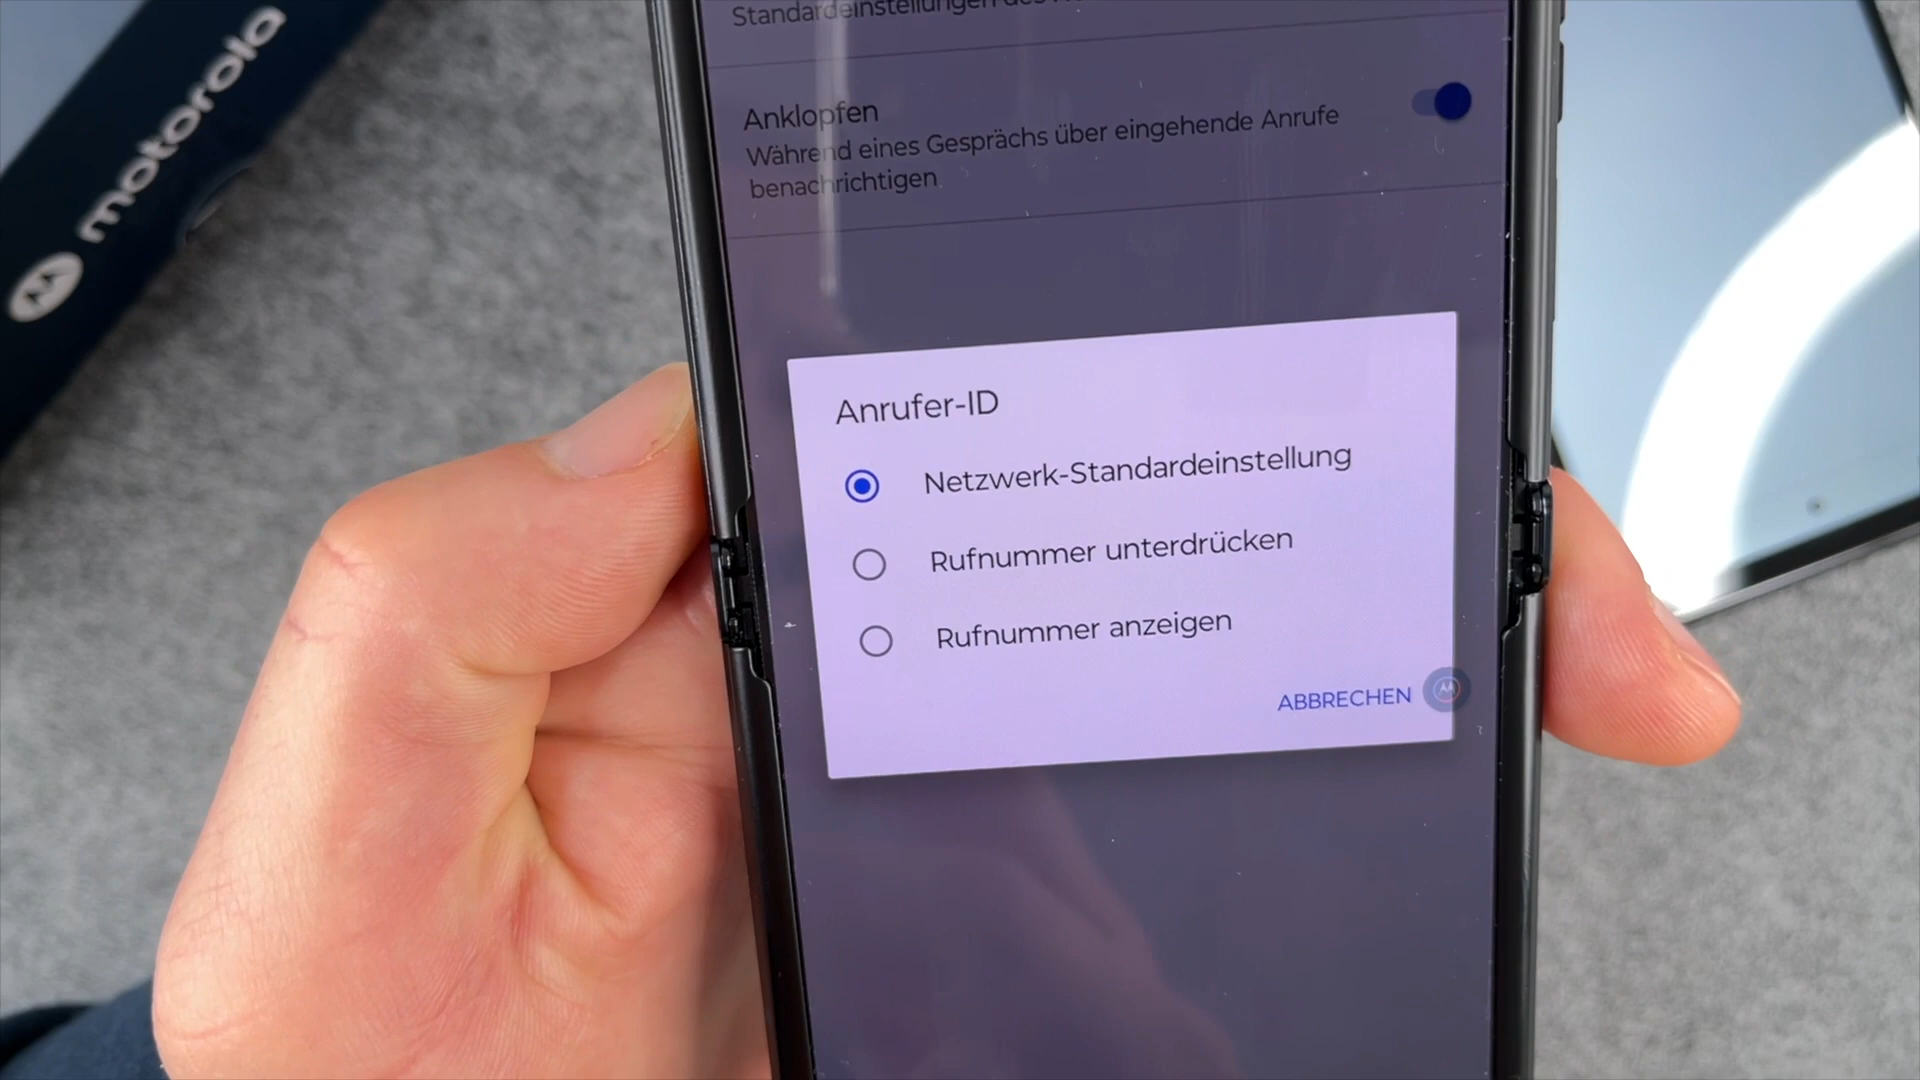 motorola
Standardeinstellungen des
Anklopfen
Während eines Gesprächs über eingehende Anrufe
benachrichtigen
Anrufer-ID
Netzwerk-Standardeinstellung
Rufnummer unterdrücken
Rufnummer anzeigen
ABBRECHEN